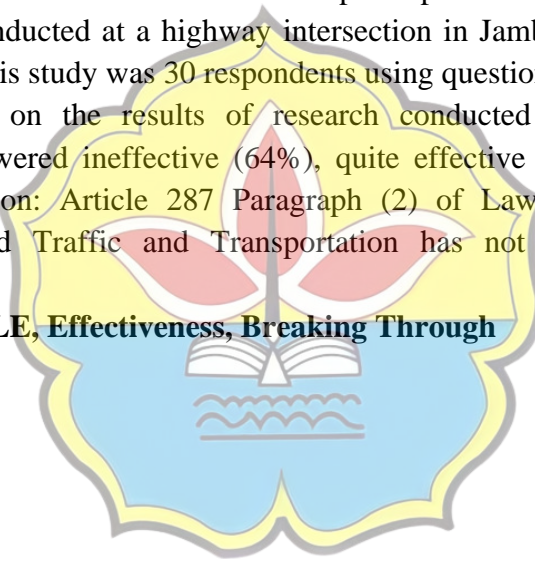 nducted at a highway intersection in Jamb
is study was 30 respondents using question
on the results of research conducted
wered ineffective (64%), quite effective
on: Article 287 Paragraph (2) of Law
d Traffic and Transportation has not
LE, Effectiveness, Breaking Through